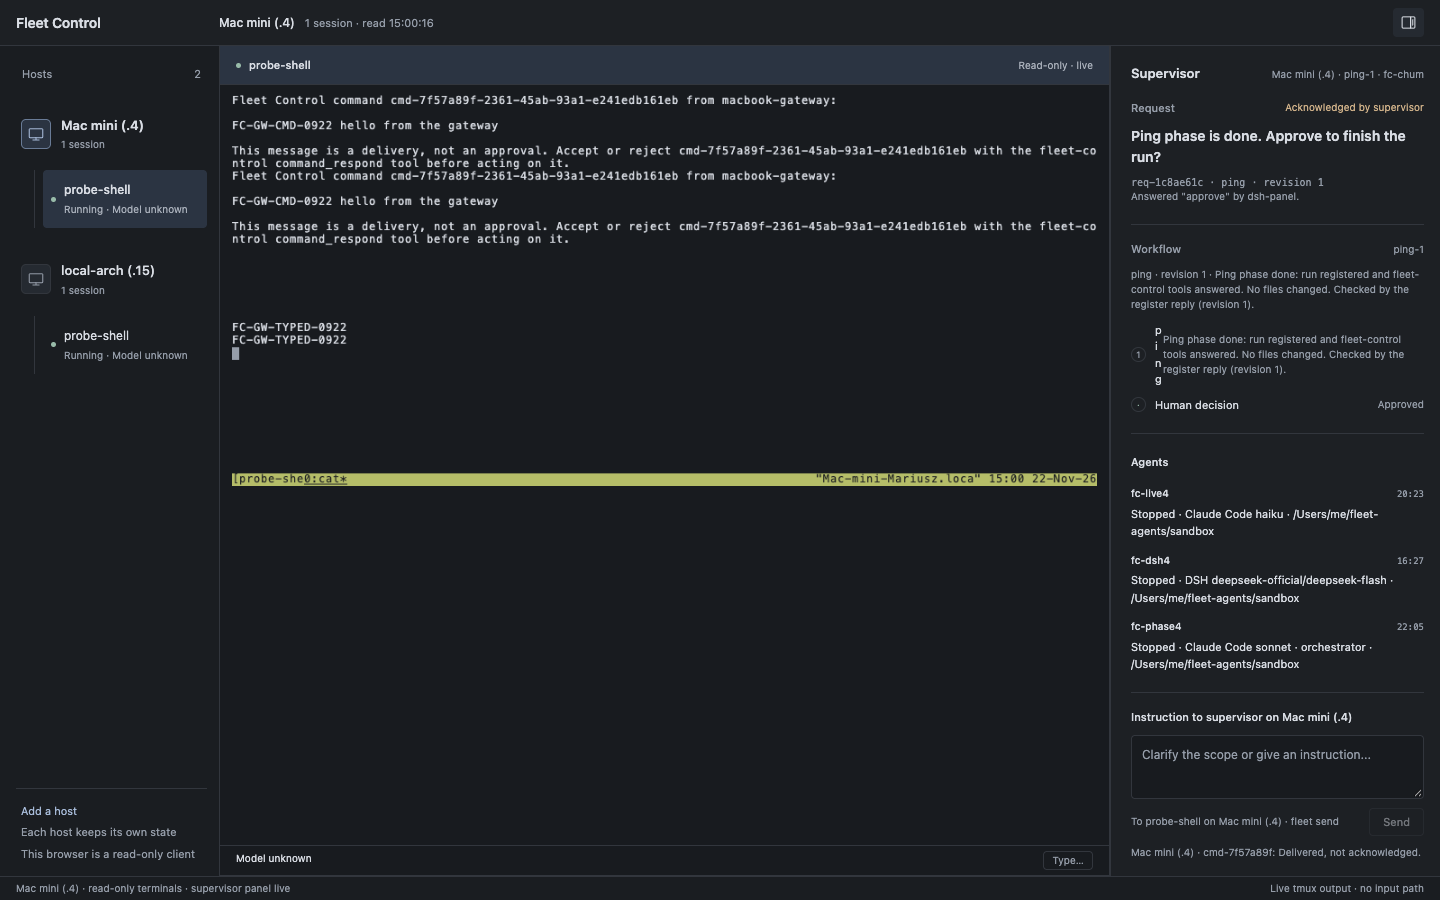 Fleet Control
Mac mini (.4) 1 session · read 15:00:16
Hosts 2
Mac mini (.4)
1 session
probe-shell
Running · Model unknown
local-arch (.15)
1 session
probe-shell
Running · Model unknown
Add a host
Each host keeps its own state
This browser is a read-only client
probe-shell Read-only · live
Fleet Control command cmd-7f57a89f-2361-45ab-93a1-e241edb161eb from macbook-gateway:
FC-GW-CMD-0922 hello from the gateway
This message is a delivery, not an approval. Accept or reject cmd-7f57a89f-2361-45ab-93a1-e241edb161eb with the fleet-co
ntrol command_respond tool before acting on it.
Fleet Control command cmd-7f57a89f-2361-45ab-93a1-e241edb161eb from macbook-gateway:
FC-GW-CMD-0922 hello from the gateway
This message is a delivery, not an approval. Accept or reject cmd-7f57a89f-2361-45ab-93a1-e241edb161eb with the fleet-co
ntrol command_respond tool before acting on it.
FC-GW-TYPED-0922
FC-GW-TYPED-0922
[probe-she0:cat* "Mac-mini-Mariusz.loca" 15:00 22-Nov-26
Model unknown Type...
Supervisor Mac mini (.4) · ping-1 · fc-chum
Request Acknowledged by supervisor
Ping phase is done. Approve to finish the
run?
req-1c8ae61c · ping · revision 1
Answered "approve" by dsh-panel.
Workflow ping-1
ping · revision 1 · Ping phase done: run registered and fleet-
control tools answered. No files changed. Checked by the
register reply (revision 1).
1 ping
Ping phase done: run registered and fleet-control
tools answered. No files changed. Checked by the
register reply (revision 1).
· Human decision Approved
Agents
fc-live4 20:23
Stopped · Claude Code haiku · /Users/me/fleet-
agents/sandbox
fc-dsh4 16:27
Stopped · DSH deepseek-official/deepseek-flash ·
/Users/me/fleet-agents/sandbox
fc-phase4 22:05
Stopped · Claude Code sonnet · orchestrator ·
/Users/me/fleet-agents/sandbox
Instruction to supervisor on Mac mini (.4)
Clarify the scope or give an instruction...
To probe-shell on Mac mini (.4) · fleet send Send
Mac mini (.4) · cmd-7f57a89f: Delivered, not acknowledged.
Mac mini (.4) · read-only terminals · supervisor panel live
Live tmux output · no input path